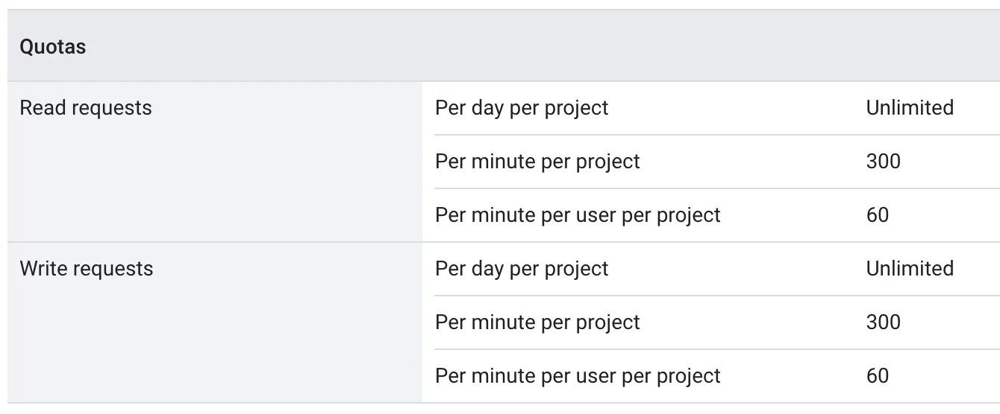 Quotas
Read requests
Per day per project Unlimited
Per minute per project 300
Per minute per user per project 60
Write requests
Per day per project Unlimited
Per minute per project 300
Per minute per user per project 60